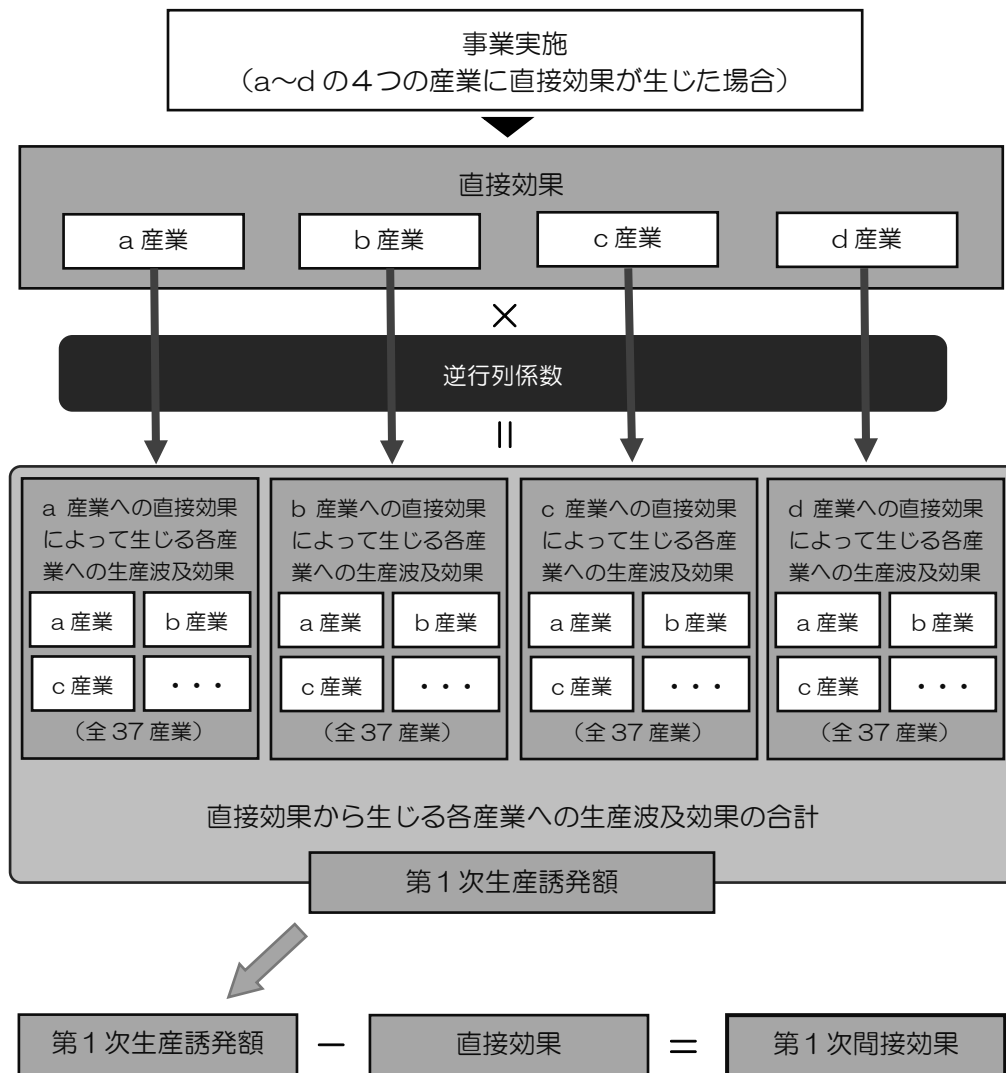 事業実施
（a～d の４つの産業に直接効果が生じた場合）
直接効果
a 産業
b 産業
c 産業
d 産業
×
逆行列係数
＝
a 産業への直接効果
によって生じる各産
業への生産波及効果
a 産業
b 産業
c 産業
・・・
（全 37 産業）
b 産業への直接効果
によって生じる各産
業への生産波及効果
a 産業
b 産業
c 産業
・・・
（全 37 産業）
c 産業への直接効果
によって生じる各産
業への生産波及効果
a 産業
b 産業
c 産業
・・・
（全 37 産業）
d 産業への直接効果
によって生じる各産
業への生産波及効果
a 産業
b 産業
c 産業
・・・
（全 37 産業）
直接効果から生じる各産業への生産波及効果の合計
第１次生産誘発額
第１次生産誘発額 － 直接効果 ＝ 第１次間接効果